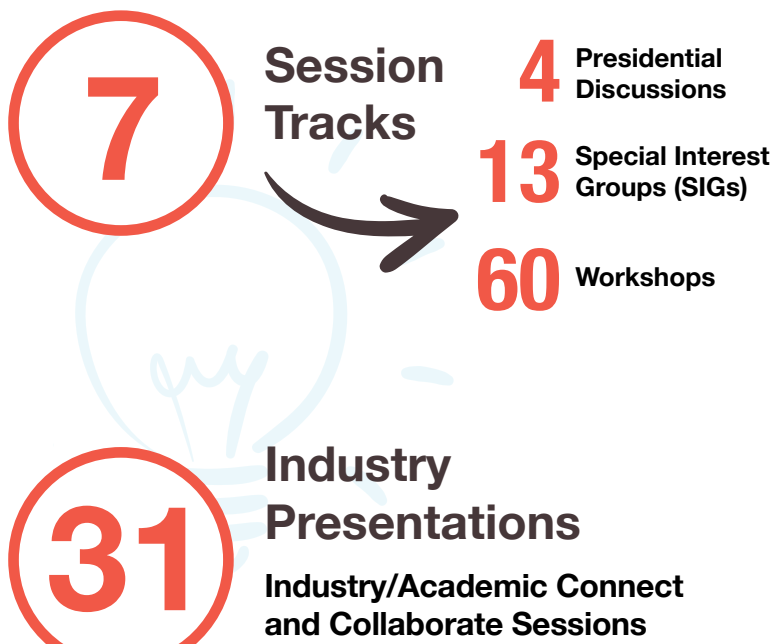 7
Session
Tracks
4
Presidential
Discussions
13
Special Interest
Groups (SIGs)
60
Workshops
31
Industry
Presentations
Industry/Academic Connect
and Collaborate Sessions